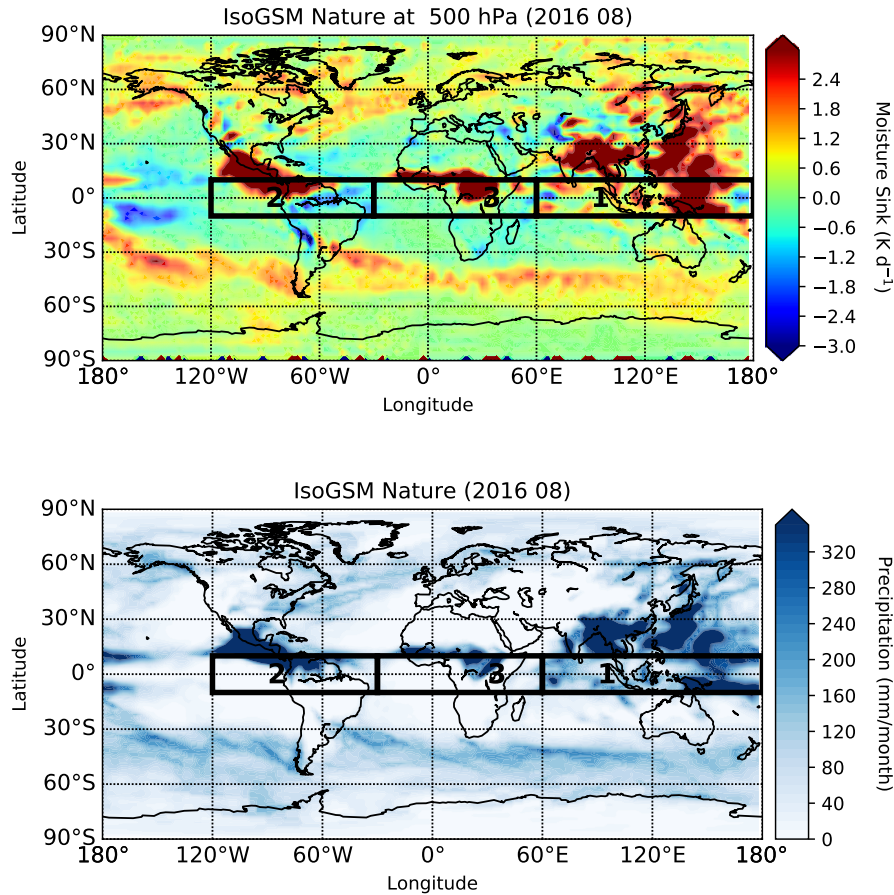 IsoGSM Nature at  500 hPa (2016 08)
90°N
60°N
30°N
0°
30°S
60°S
90°S
Latitude
2
3
1
180°
120°W
60°W
0°
60°E
120°E
180°
Longitude
2.4
1.8
1.2
0.6
0.0
−0.6
−1.2
−1.8
−2.4
−3.0
Moisture Sink (K d⁻¹)
IsoGSM Nature (2016 08)
90°N
60°N
30°N
0°
30°S
60°S
90°S
Latitude
2
3
1
180°
120°W
60°W
0°
60°E
120°E
180°
Longitude
320
280
240
200
160
120
80
40
0
Precipitation (mm/month)